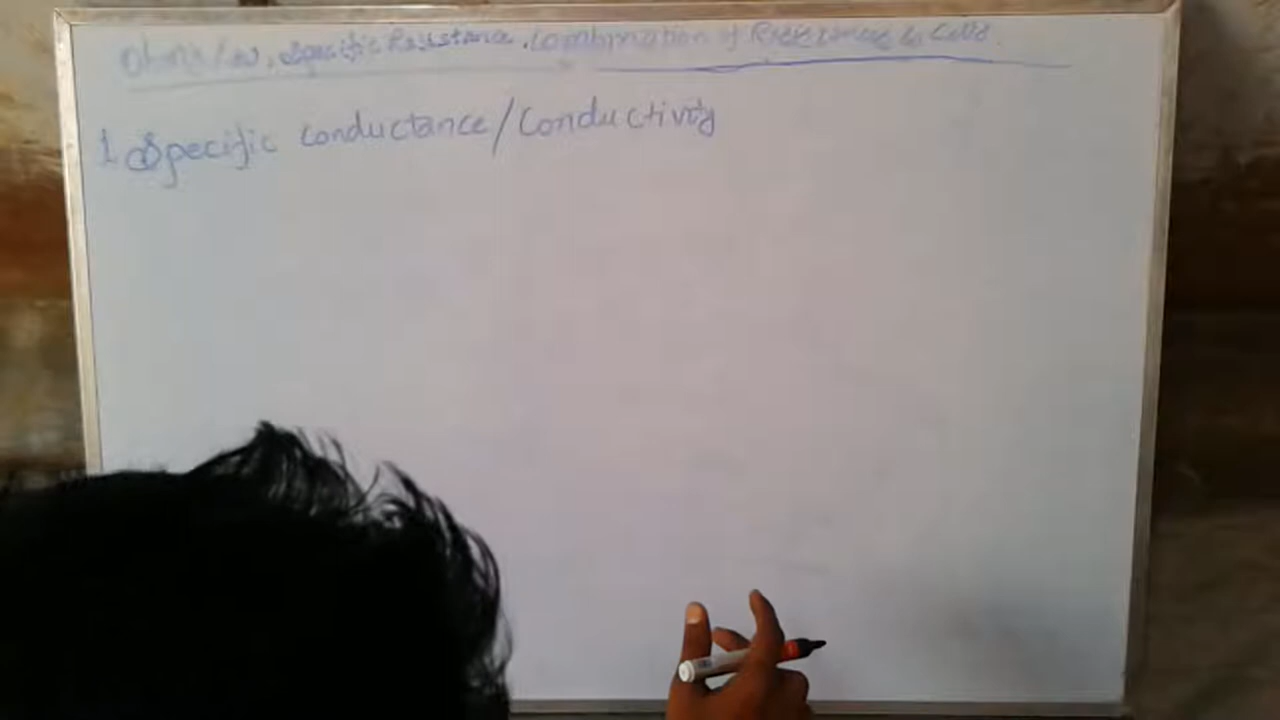 Ohm's law, Specific Resistance, Combination of Resistances & Cells.
1. Specific conductance/Conductivity